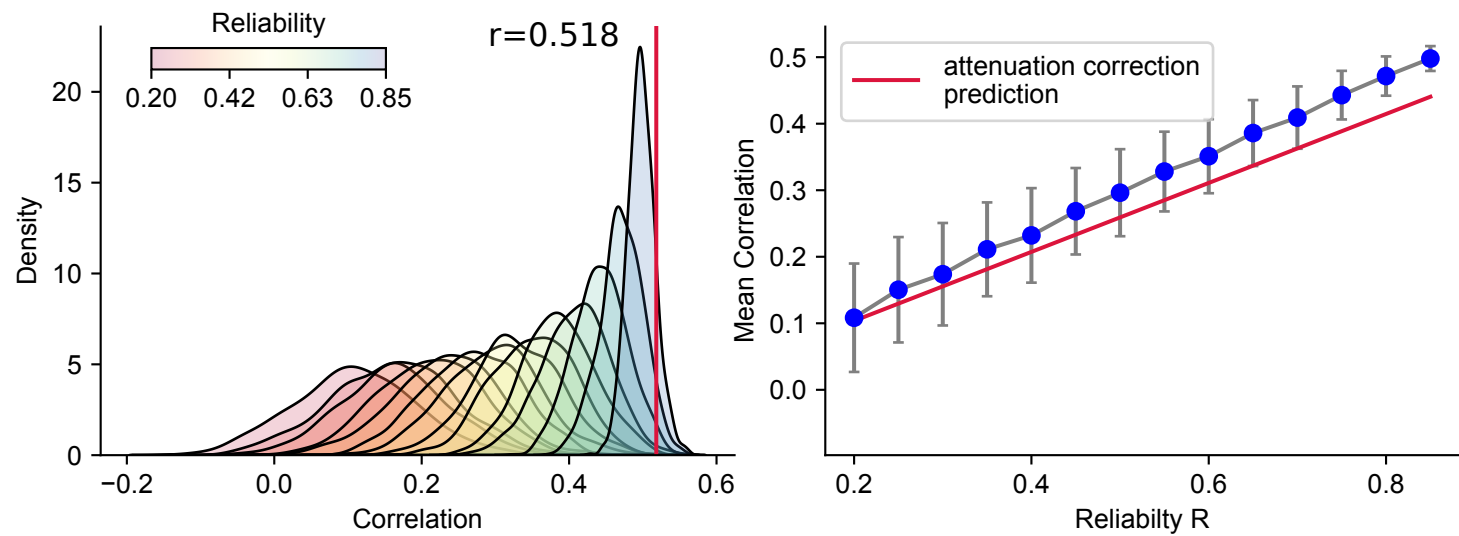 Reliability
0.20 0.42 0.63 0.85
r=0.518
20
15
10
5
0
Density
−0.2 0.0 0.2 0.4 0.6
Correlation
attenuation correction
prediction
0.5
0.4
0.3
0.2
0.1
0.0
Mean Correlation
0.2 0.4 0.6 0.8
Reliabilty R